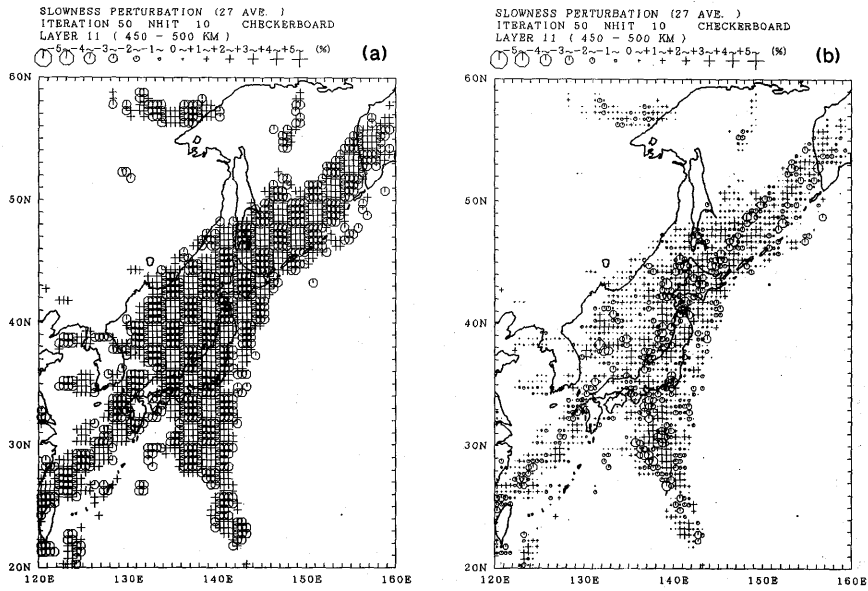 SLOWNESS PERTURBATION (27 AVE. )
ITERATION 50 NHIT 10 CHECKERBOARD
LAYER 11 ( 450 - 500 KM)
~-5~-4~-3~-2~-1~ 0~+1~+2~+3~+4~+5~ (%)
(a)
60N
50N
40N
30N
20N
120E 130E 140E 150E 160E
SLOWNESS PERTURBATION (27 AVE. )
ITERATION 50 NHIT 10 CHECKERBOARD
LAYER 11 ( 450 - 500 KM)
~-5~-4~-3~-2~-1~ 0~+1~+2~+3~+4~+5~ (%)
(b)
60N
50N
40N
30N
20N
120E 130E 140E 150E 160E